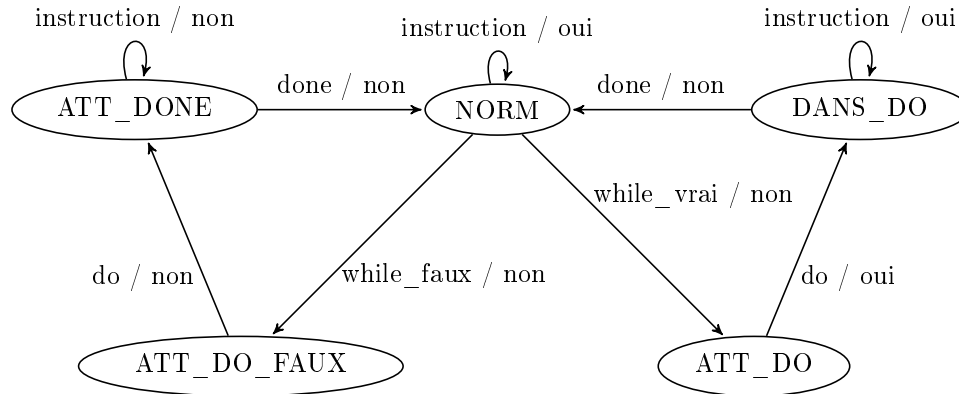 instruction / non
instruction / oui
instruction / oui
ATT_DONE
done / non
NORM
done / non
DANS_DO
while_vrai / non
do / non
while_faux / non
do / oui
ATT_DO_FAUX
ATT_DO